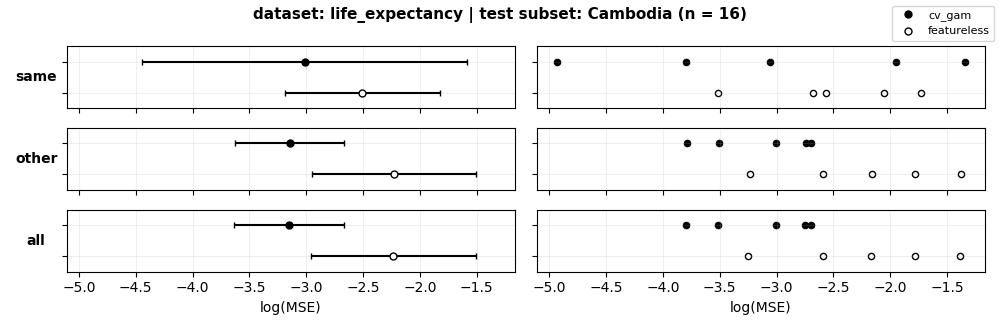 dataset: life_expectancy | test subset: Cambodia (n = 16)
cv_gam
featureless
same
other
all
−5.0 −4.5 −4.0 −3.5 −3.0 −2.5 −2.0 −1.5
−5.0 −4.5 −4.0 −3.5 −3.0 −2.5 −2.0 −1.5
log(MSE)
log(MSE)